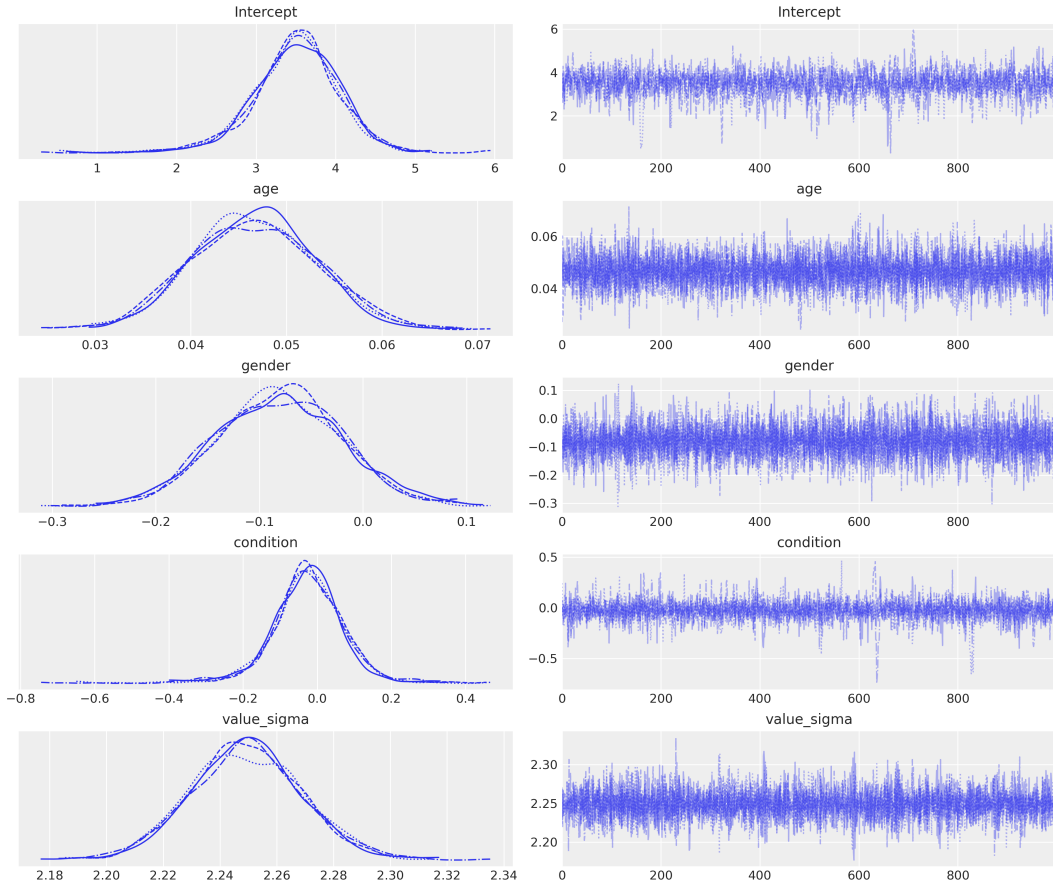 Intercept Intercept
6
4
2
1 2 3 4 5 6 0 200 400 600 800
age age
0.06
0.04
0.03 0.04 0.05 0.06 0.07 0 200 400 600 800
gender gender
0.1
0.0
−0.1
−0.2
−0.3
−0.3 −0.2 −0.1 0.0 0.1 0 200 400 600 800
condition condition
0.5
0.0
−0.5
−0.8 −0.6 −0.4 −0.2 0.0 0.2 0.4 0 200 400 600 800
value_sigma value_sigma
2.30
2.25
2.20
2.18 2.20 2.22 2.24 2.26 2.28 2.30 2.32 2.34 0 200 400 600 800